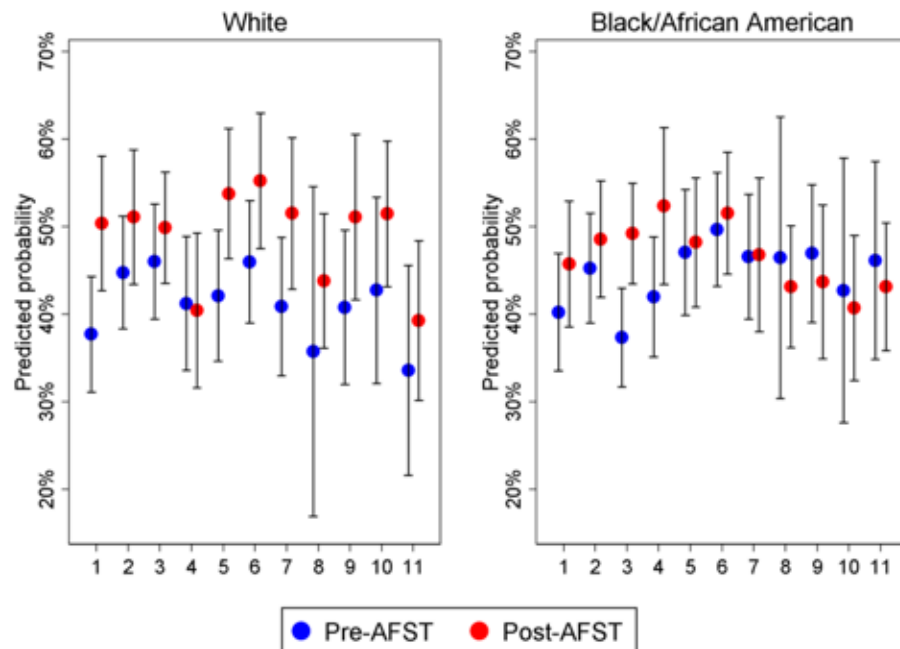 White
Black/African American
Predicted probability
70%
60%
50%
40%
30%
20%
1 2 3 4 5 6 7 8 9 10 11
Predicted probability
70%
60%
50%
40%
30%
20%
1 2 3 4 5 6 7 8 9 10 11
Pre-AFST Post-AFST